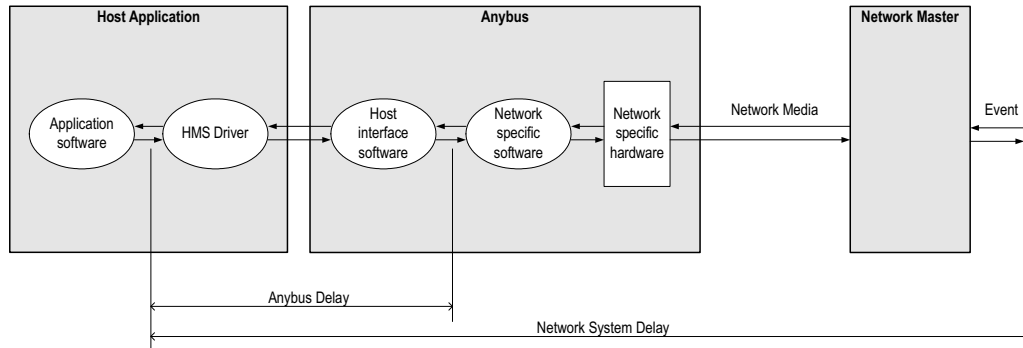 Host Application
Anybus
Network Master
Application
software
HMS Driver
Host
interface
software
Network
specific
software
Network
specific
hardware
Network Media
Event
Anybus Delay
Network System Delay